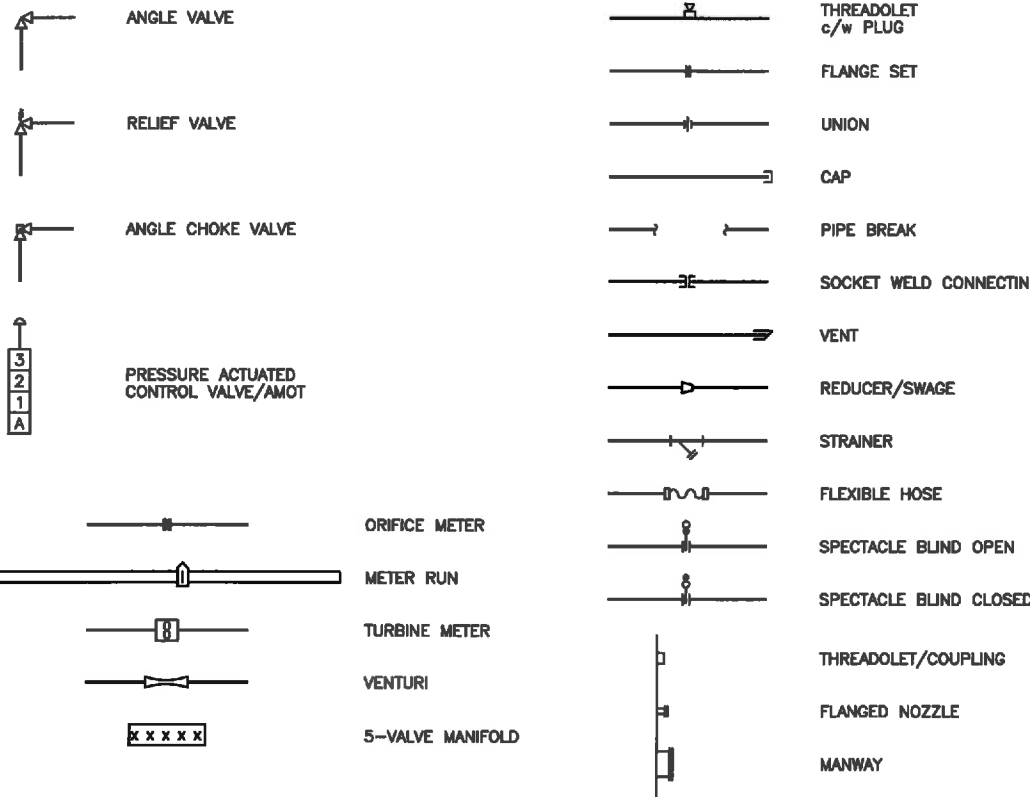 ANGLE VALVE
RELIEF VALVE
ANGLE CHOKE VALVE
3
2
1
A
PRESSURE ACTUATED
CONTROL VALVE/AMOT
ORIFICE METER
METER RUN
TURBINE METER
VENTURI
X X X X X
5-VALVE MANIFOLD
THREADOLET
c/w PLUG
FLANGE SET
UNION
CAP
PIPE BREAK
SOCKET WELD CONNECTIN
VENT
REDUCER/SWAGE
STRAINER
FLEXIBLE HOSE
SPECTACLE BLIND OPEN
SPECTACLE BLIND CLOSED
THREADOLET/COUPLING
FLANGED NOZZLE
MANWAY